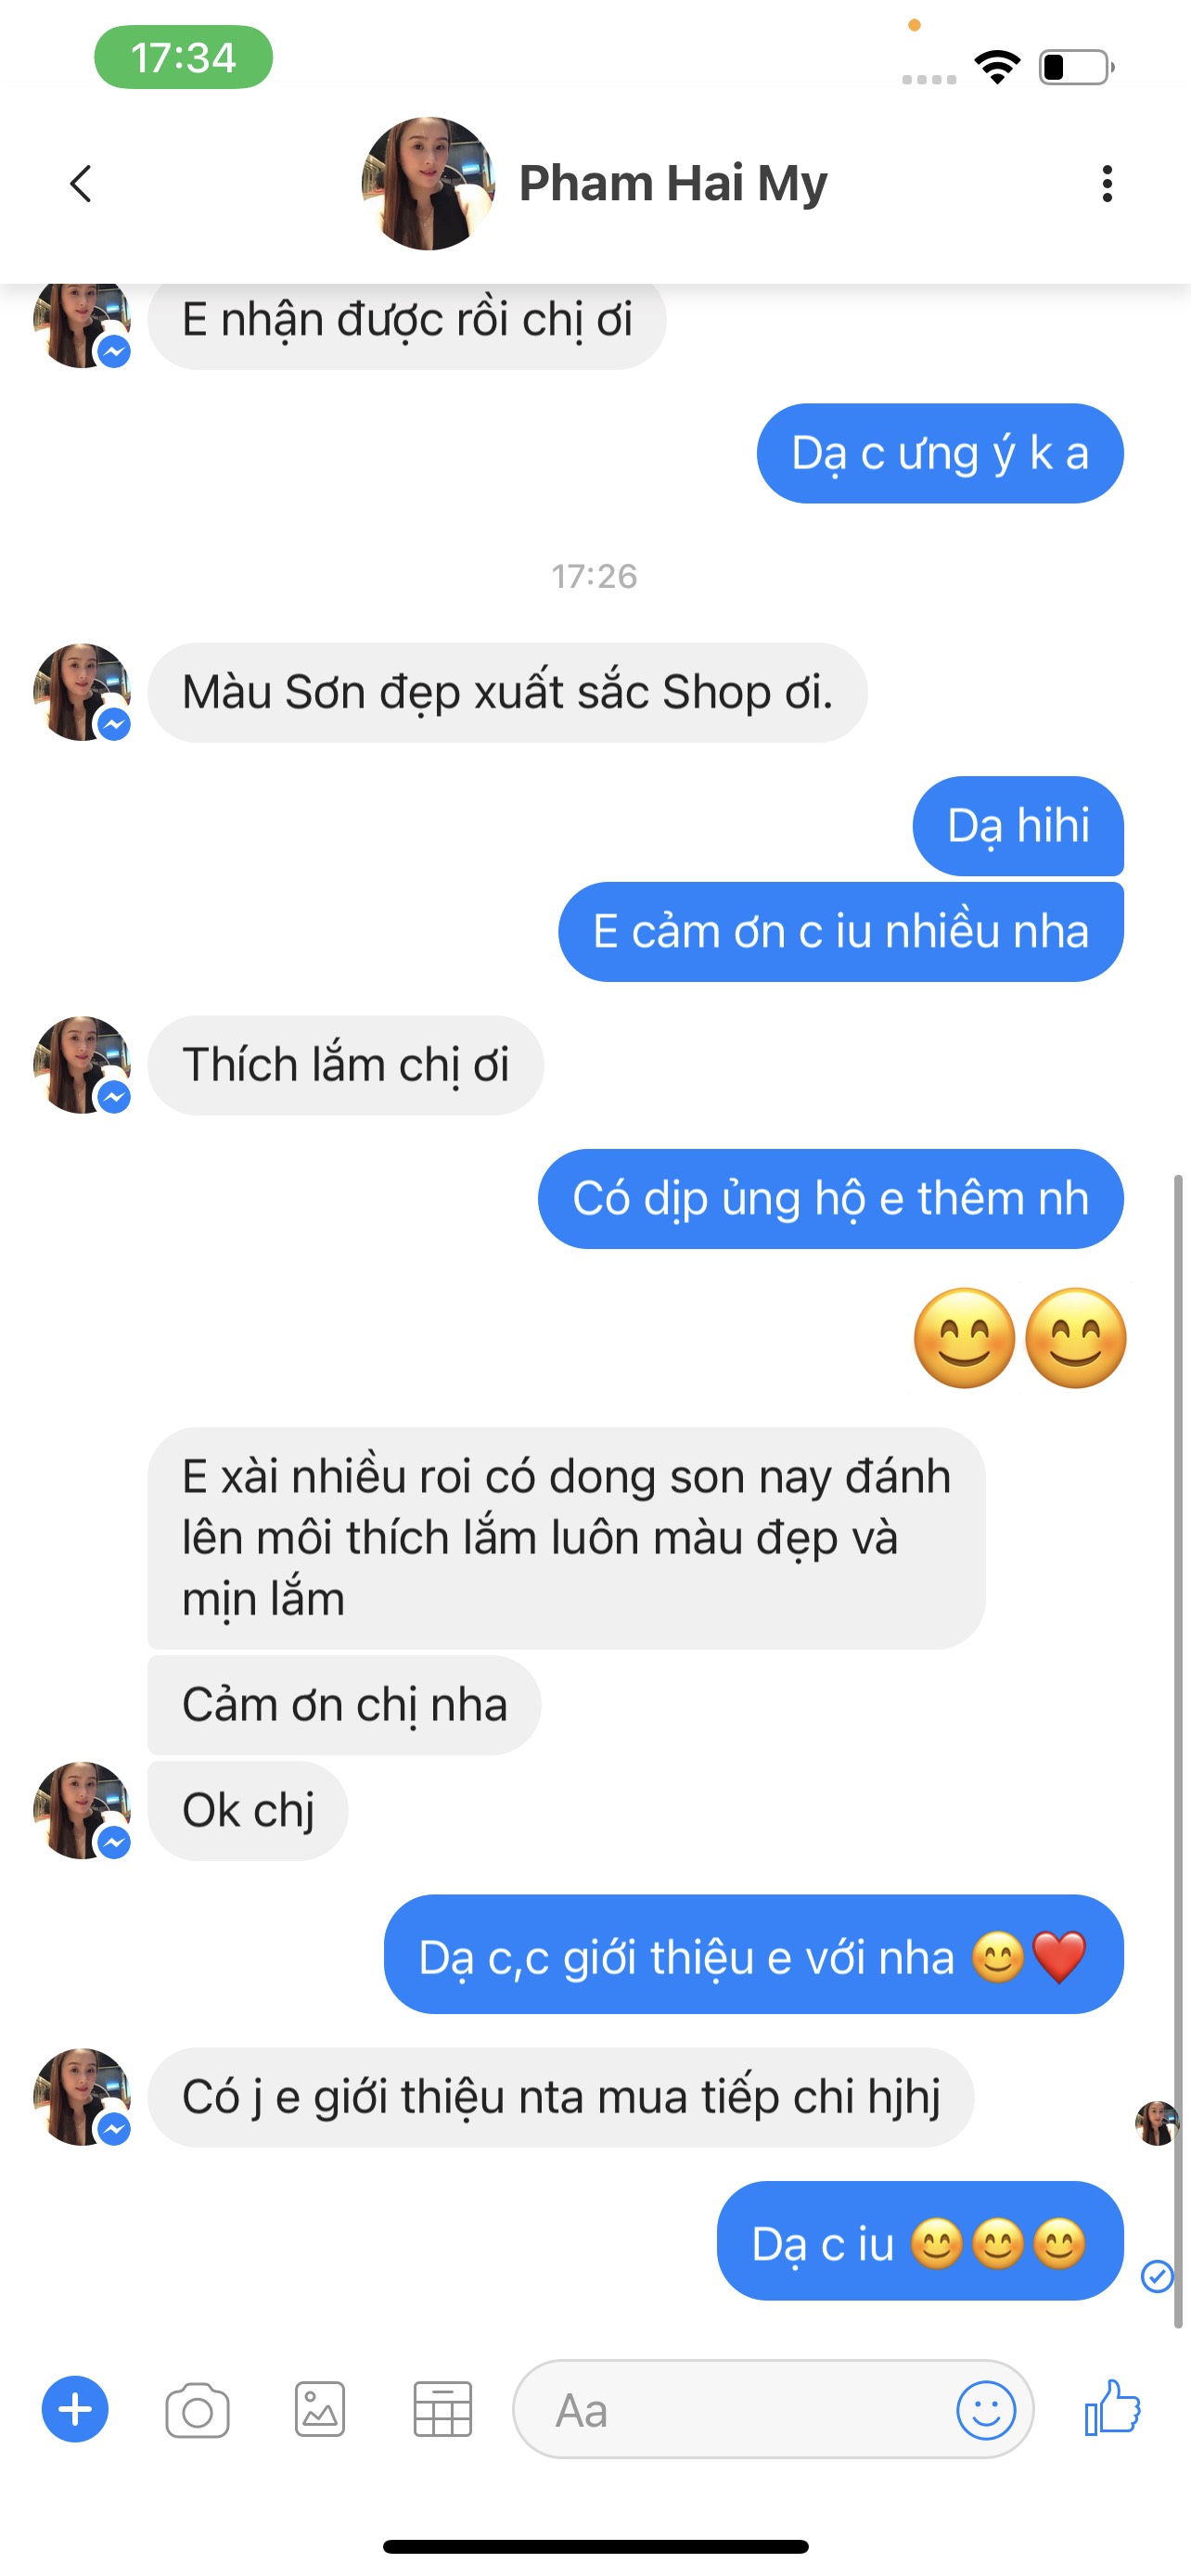 17:34
Pham Hai My
E nhận được rồi chị ơi
Dạ c ưng ý k a
17:26
Màu Sơn đẹp xuất sắc Shop ơi.
Dạ hihi
E cảm ơn c iu nhiều nha
Thích lắm chị ơi
Có dịp ủng hộ e thêm nh
😊😊
E xài nhiều roi có dong son nay đánh
lên môi thích lắm luôn màu đẹp và
mịn lắm
Cảm ơn chị nha
Ok chj
Dạ c,c giới thiệu e với nha 😊❤️
Có j e giới thiệu nta mua tiếp chi hjhj
Dạ c iu 😊😊😊
Aa